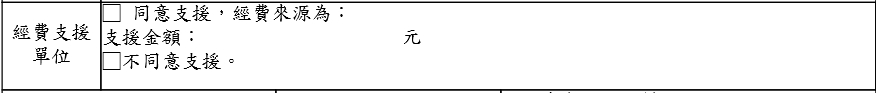 經費支援
單位
□ 同意支援，經費來源為：
支援金額： 元
□不同意支援。